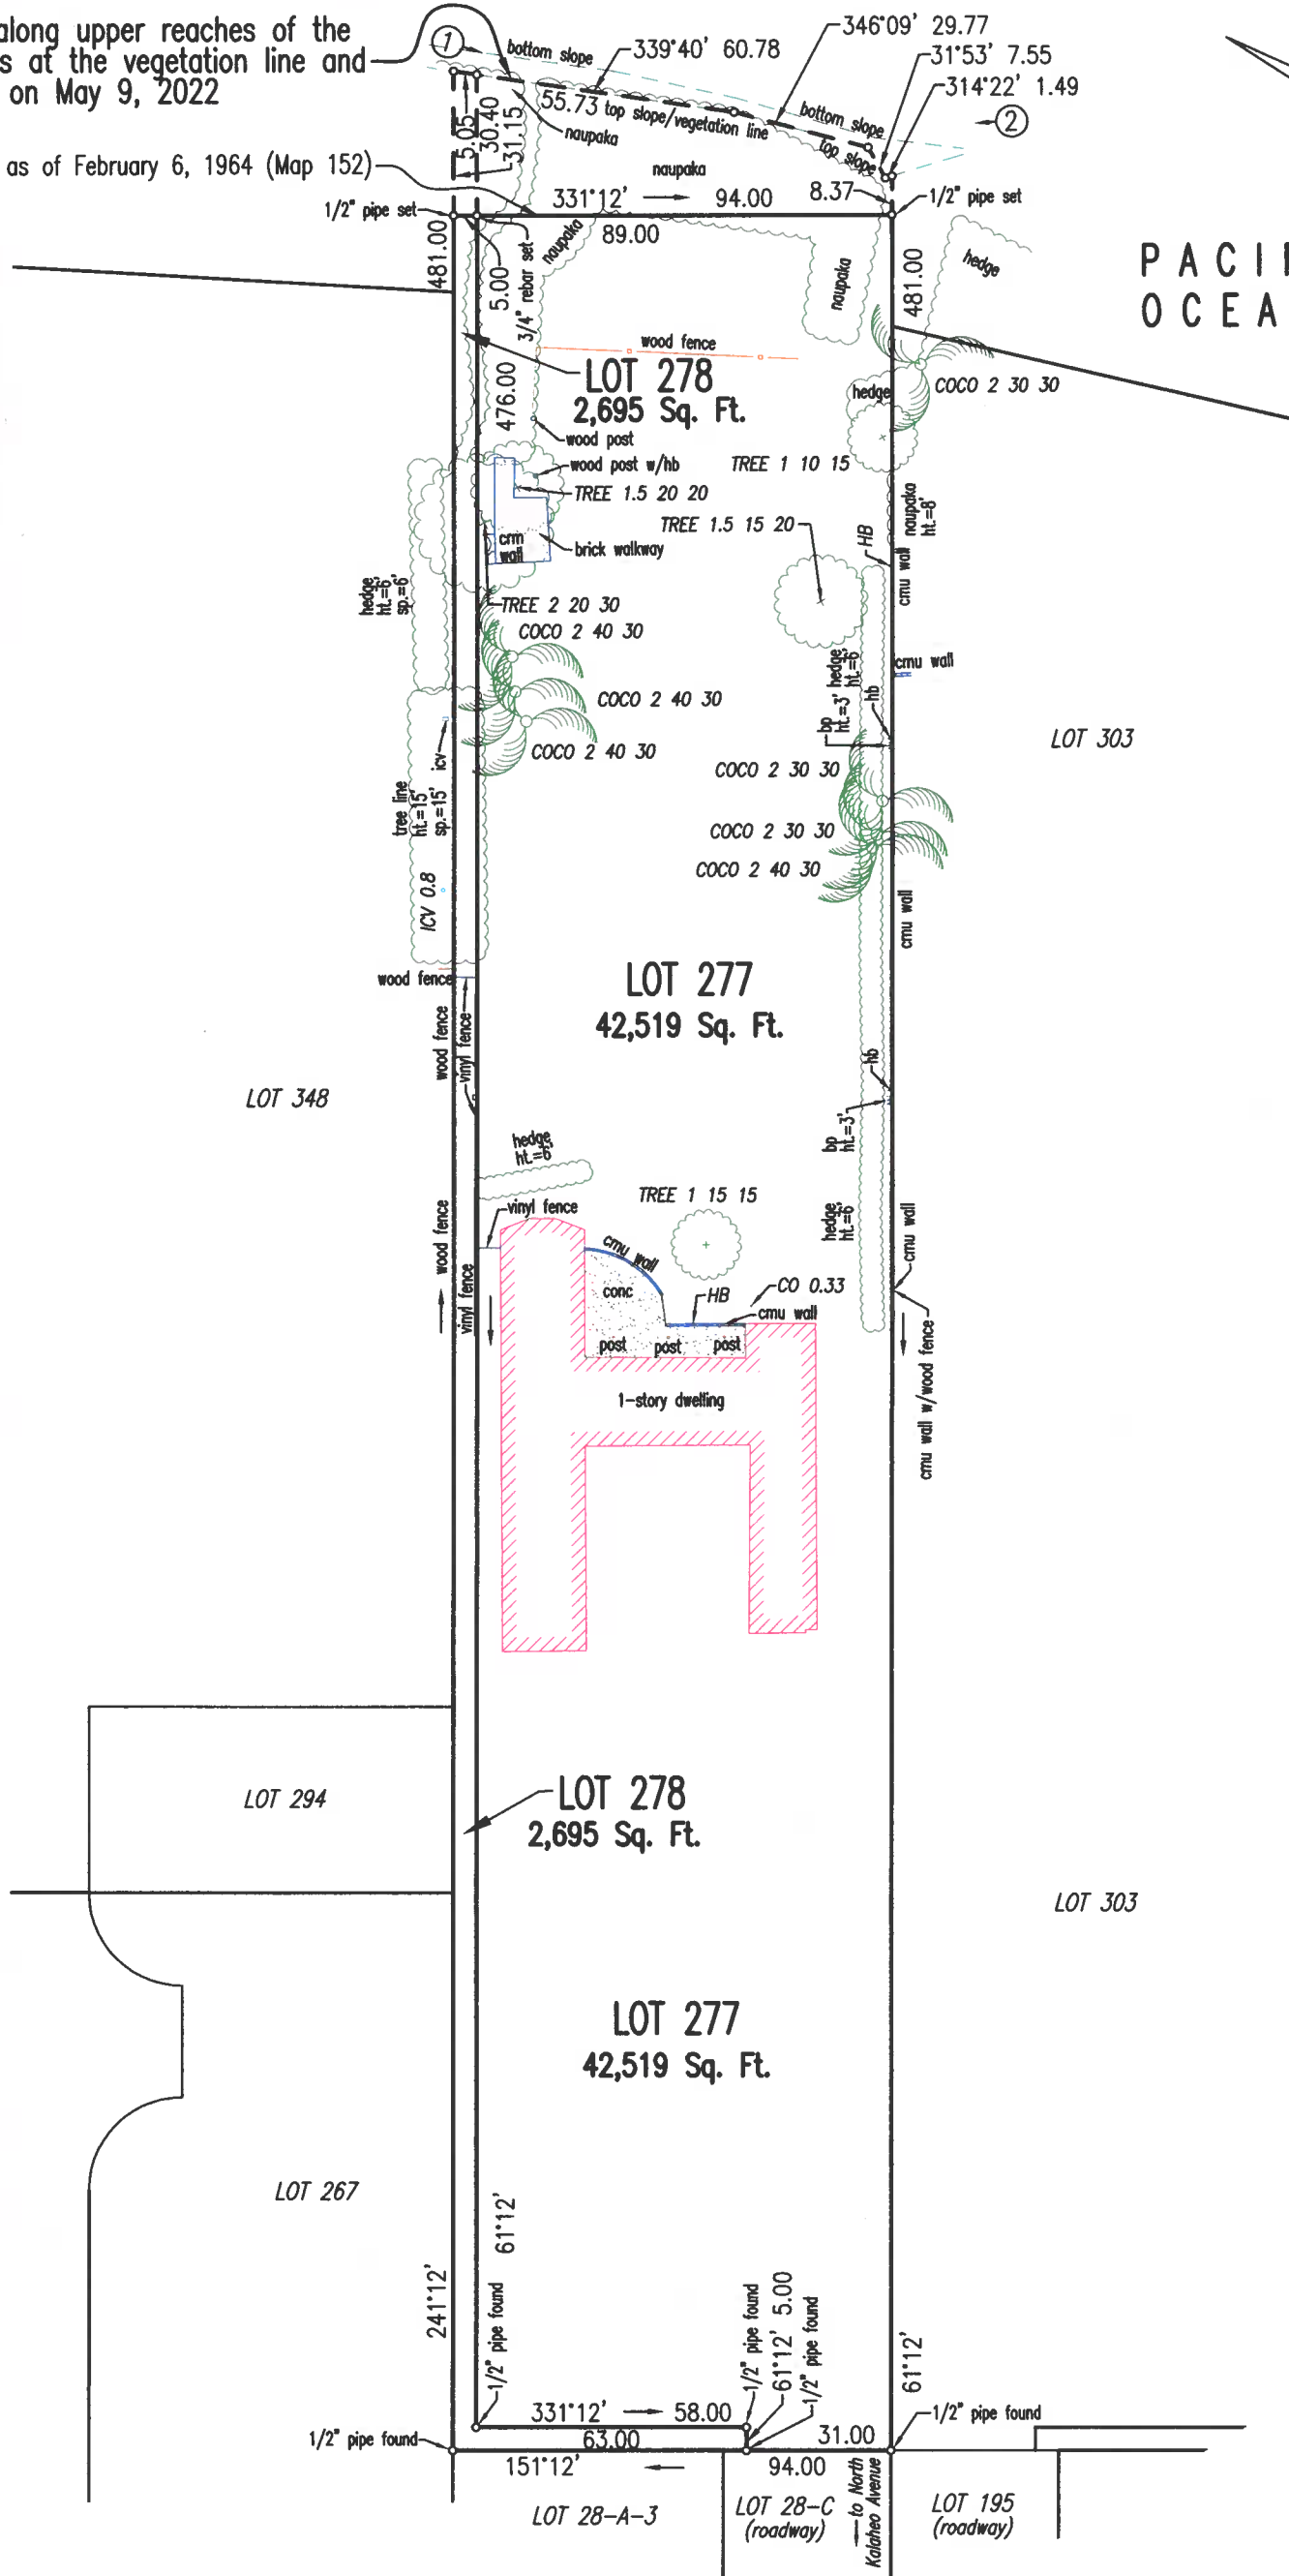 along upper reaches of the
s at the vegetation line and
on May 9, 2022
1
bottom slope
339°40' 60.78
346°09' 29.77
31°53' 7.55
314°22' 1.49
2
5.05
30.40
31.15
55.73 top slope/vegetation line
naupaka
bottom slope
top slope
as of February 6, 1964 (Map 152)
naupaka
331°12' 94.00
8.37
1/2" pipe set
1/2" pipe set
89.00
481.00
5.00
3/4" rebar set
naupaka
naupaka
481.00
hedge
PACI
OCEA
wood fence
LOT 278
2,695 Sq. Ft.
476.00
hedge
COCO 2 30 30
wood post
wood post w/hb
TREE 1 10 15
TREE 1.5 20 20
TREE 1.5 15 20
naupaka
ht.=8'
HB
crm
wall
brick walkway
cmu wall
hedge
ht.=6'
sp.=6'
TREE 2 20 30
COCO 2 40 30
cmu wall
hedge
ht.=6'
COCO 2 40 30
bp
ht.=3'
hb
LOT 303
COCO 2 40 30
icv
COCO 2 30 30
tree line
ht.=15'
sp.=15'
COCO 2 30 30
COCO 2 40 30
ICV 0.8
cmu wall
wood fence
LOT 277
42,519 Sq. Ft.
wood fence
vinyl fence
hb
LOT 348
bp
ht.=3'
hedge
ht.=6'
TREE 1 15 15
vinyl fence
wood fence
hedge
ht.=6'
cmu wall
cmu wall
vinyl fence
conc
HB
CO 0.33
cmu wall
post
post
post
cmu wall w/wood fence
1-story dwelling
LOT 294
LOT 278
2,695 Sq. Ft.
LOT 303
LOT 277
42,519 Sq. Ft.
LOT 267
61°12'
241°12'
1/2" pipe found
1/2" pipe found
61°12' 5.00
1/2" pipe found
61°12'
331°12' 58.00
1/2" pipe found
1/2" pipe found
63.00
31.00
151°12'
94.00
LOT 28-A-3
LOT 28-C
(roadway)
to North
Kalaheo Avenue
LOT 195
(roadway)